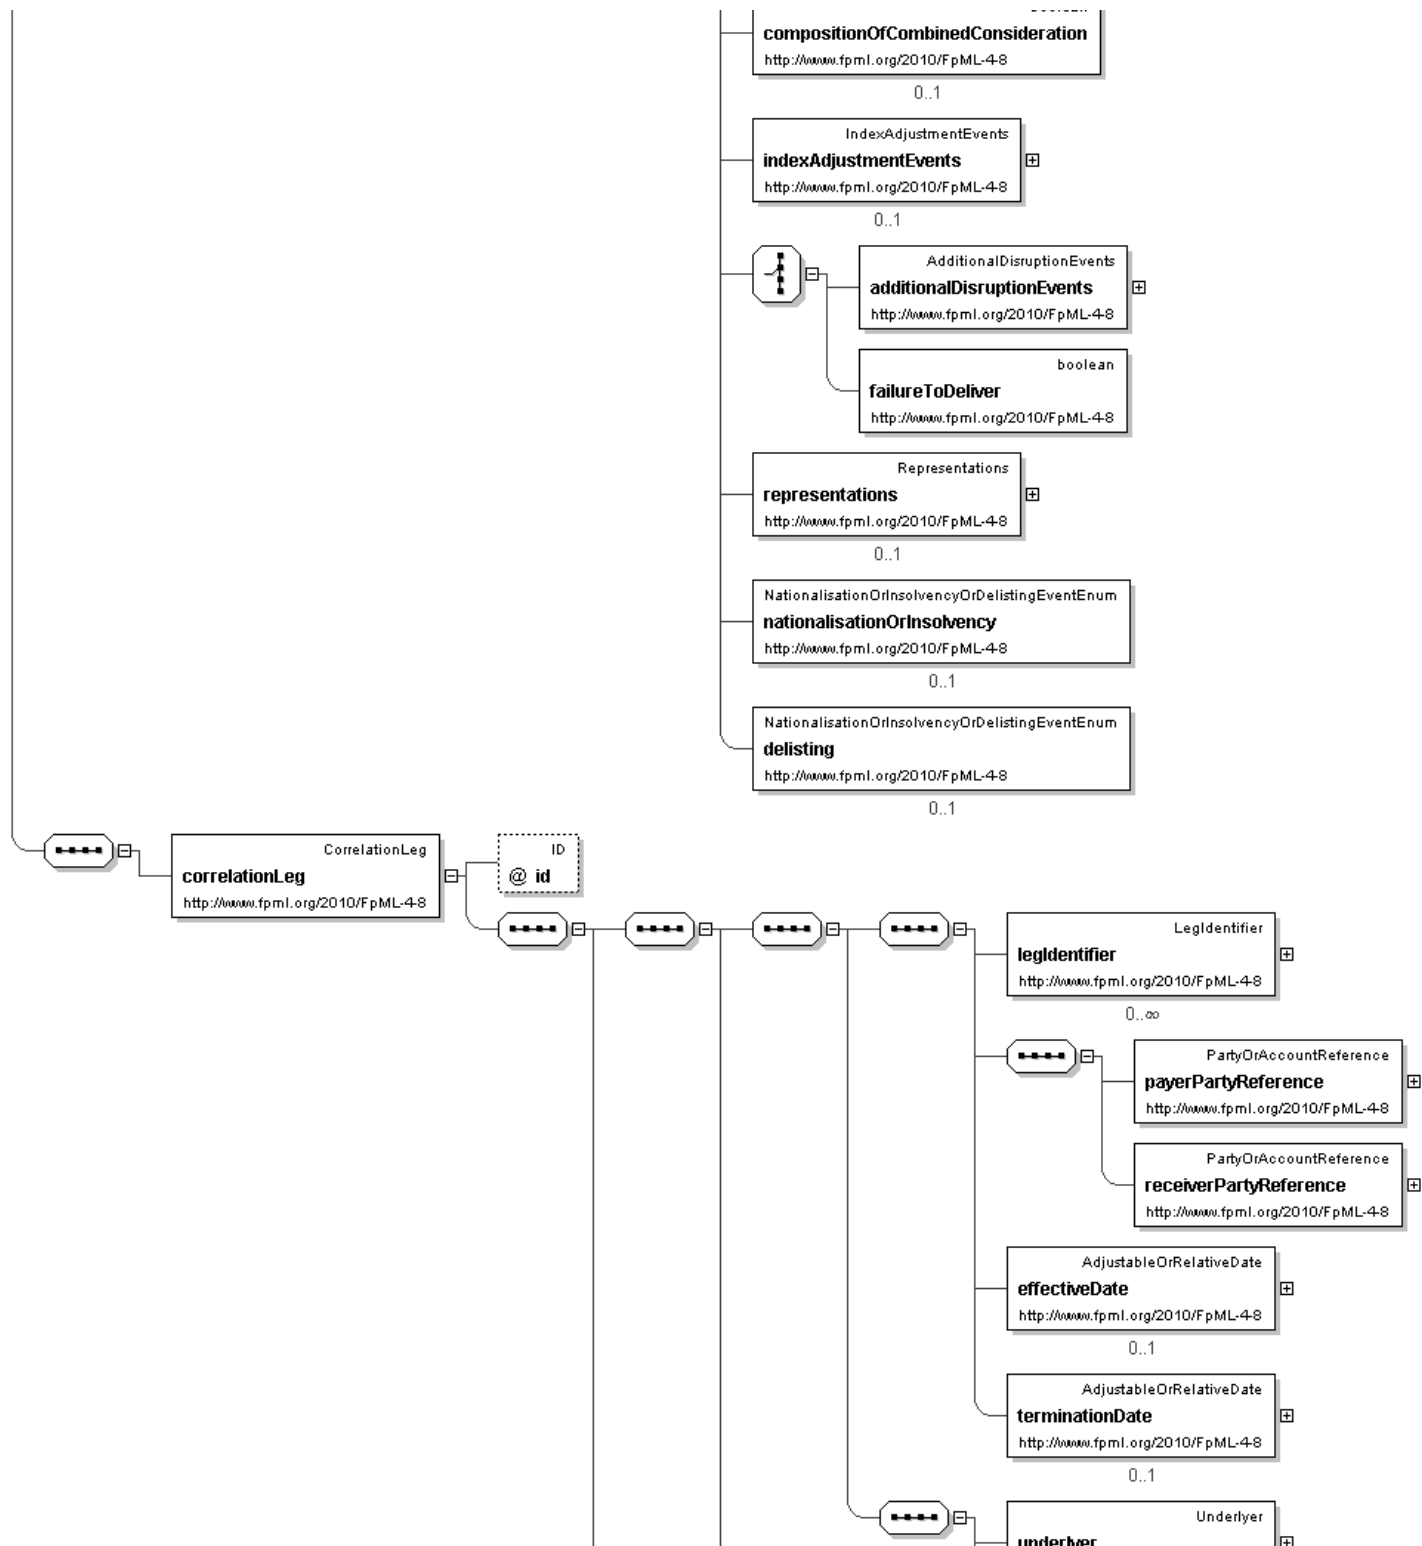 boolean
compositionOfCombinedConsideration
http://www.fpml.org/2010/FpML-4-8
0..1
IndexAdjustmentEvents
indexAdjustmentEvents
http://www.fpml.org/2010/FpML-4-8
0..1
AdditionalDisruptionEvents
additionalDisruptionEvents
http://www.fpml.org/2010/FpML-4-8
boolean
failureToDeliver
http://www.fpml.org/2010/FpML-4-8
Representations
representations
http://www.fpml.org/2010/FpML-4-8
0..1
NationalisationOrInsolvencyOrDelistingEventEnum
nationalisationOrInsolvency
http://www.fpml.org/2010/FpML-4-8
0..1
NationalisationOrInsolvencyOrDelistingEventEnum
delisting
http://www.fpml.org/2010/FpML-4-8
0..1
CorrelationLeg
correlationLeg
http://www.fpml.org/2010/FpML-4-8
ID
@ id
LegIdentifier
legIdentifier
http://www.fpml.org/2010/FpML-4-8
0..∞
PartyOrAccountReference
payerPartyReference
http://www.fpml.org/2010/FpML-4-8
PartyOrAccountReference
receiverPartyReference
http://www.fpml.org/2010/FpML-4-8
AdjustableOrRelativeDate
effectiveDate
http://www.fpml.org/2010/FpML-4-8
0..1
AdjustableOrRelativeDate
terminationDate
http://www.fpml.org/2010/FpML-4-8
0..1
Underlyer
underlyer